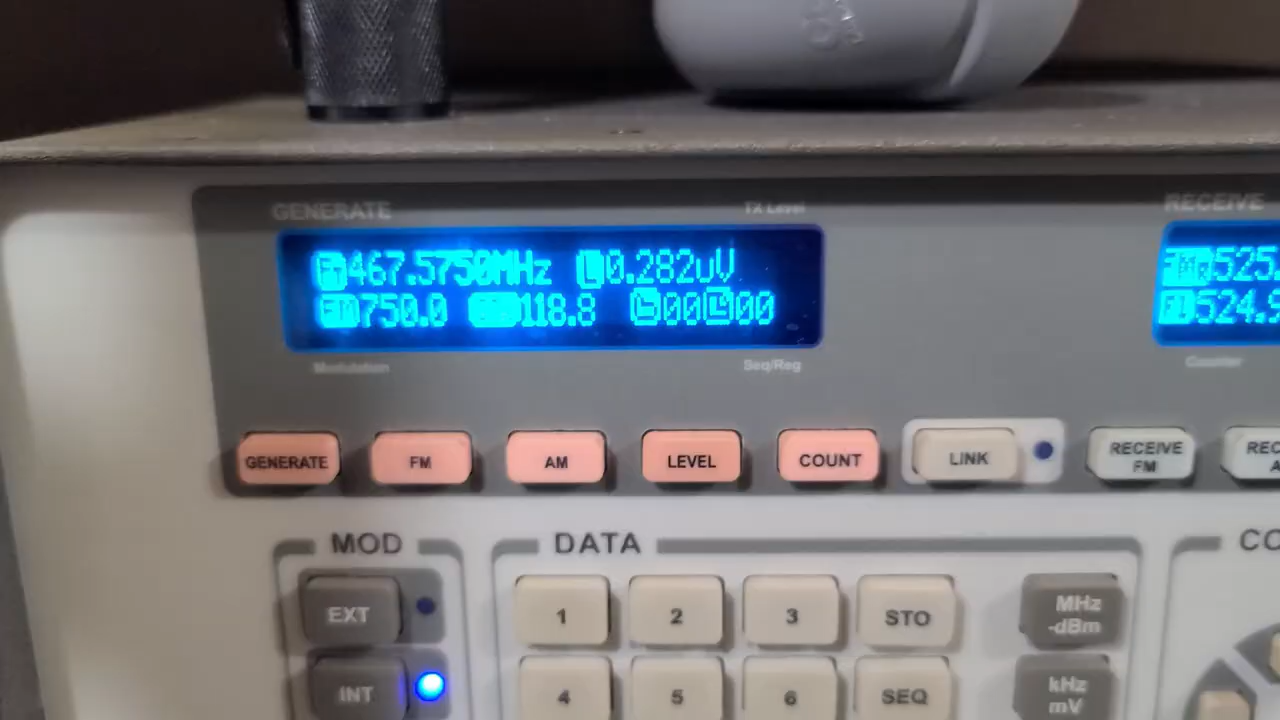 GENERATE TX Level RECEIVE
467.5750MHz L0.282uV 525.
FM750.0 118.8 00 00 524.9
Modulation Seq/Reg Counter
GENERATE FM AM LEVEL COUNT LINK RECEIVE FM
MOD DATA
EXT 1 2 3 STO MHz -dBm
INT 4 5 6 SEQ kHz mV